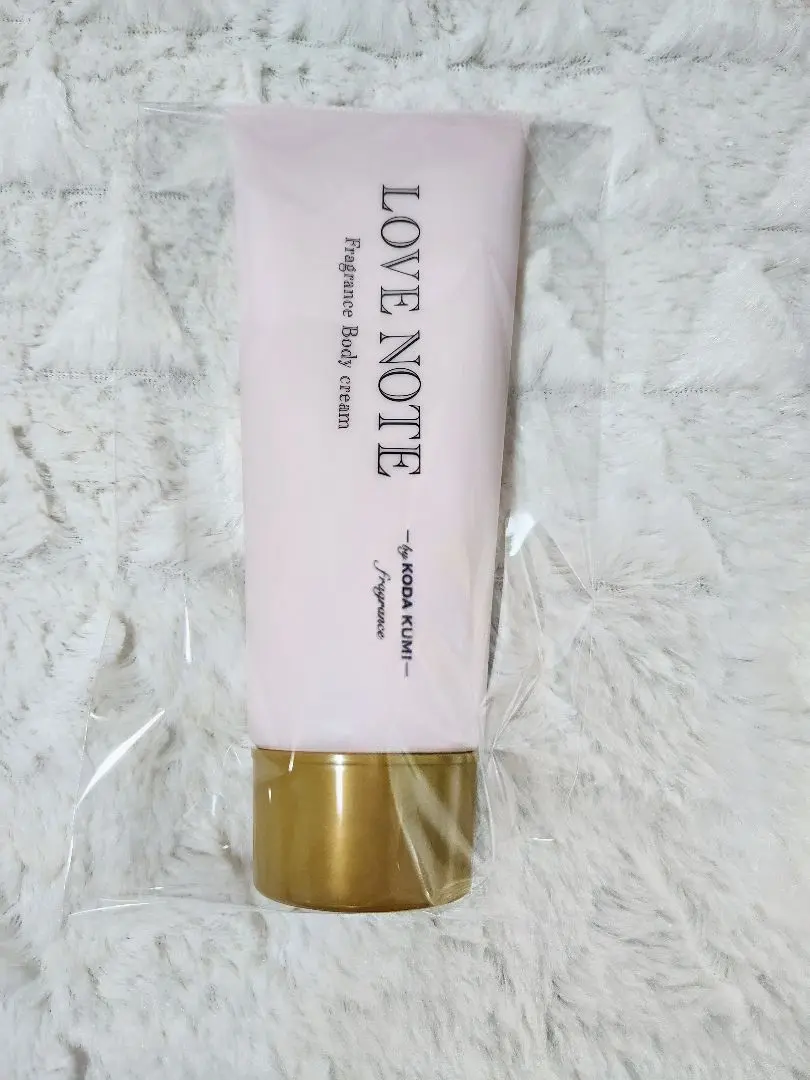 LOVE NOTE
Fragrance Body cream
—by KODA KUMI—
fragrance